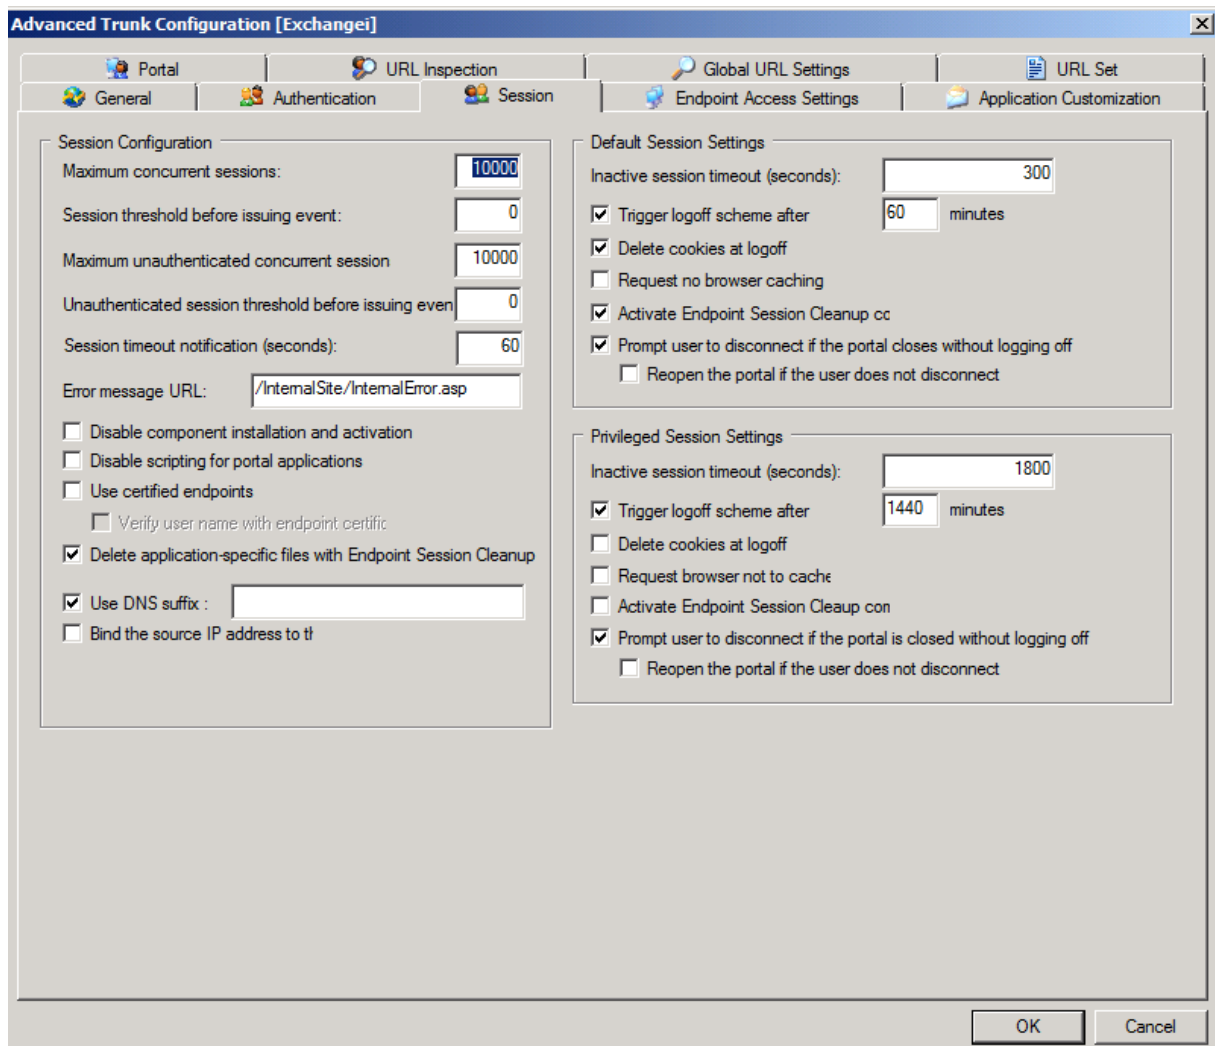 Advanced Trunk Configuration [Exchangei]
Portal
URL Inspection
Global URL Settings
URL Set
General
Authentication
Session
Endpoint Access Settings
Application Customization
Session Configuration
Maximum concurrent sessions: 10000
Session threshold before issuing event: 0
Maximum unauthenticated concurrent session 10000
Unauthenticated session threshold before issuing even 0
Session timeout notification (seconds): 60
Error message URL: /InternalSite/InternalError.asp
Disable component installation and activation
Disable scripting for portal applications
Use certified endpoints
Verify user name with endpoint certific
Delete application-specific files with Endpoint Session Cleanup
Use DNS suffix :
Bind the source IP address to th
Default Session Settings
Inactive session timeout (seconds): 300
Trigger logoff scheme after 60 minutes
Delete cookies at logoff
Request no browser caching
Activate Endpoint Session Cleanup co
Prompt user to disconnect if the portal closes without logging off
Reopen the portal if the user does not disconnect
Privileged Session Settings
Inactive session timeout (seconds): 1800
Trigger logoff scheme after 1440 minutes
Delete cookies at logoff
Request browser not to cache
Activate Endpoint Session Cleaup con
Prompt user to disconnect if the portal is closed without logging off
Reopen the portal if the user does not disconnect
OK
Cancel